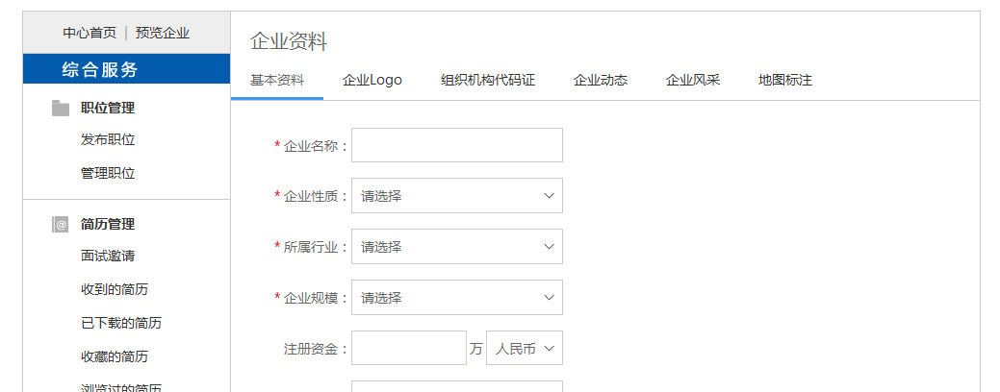 中心首页 | 预览企业
综合服务
职位管理
发布职位
管理职位
简历管理
面试邀请
收到的简历
已下载的简历
收藏的简历
浏览过的简历
企业资料
基本资料 企业Logo 组织机构代码证 企业动态 企业风采 地图标注
* 企业名称：
* 企业性质： 请选择
* 所属行业： 请选择
* 企业规模： 请选择
注册资金： 万 人民币